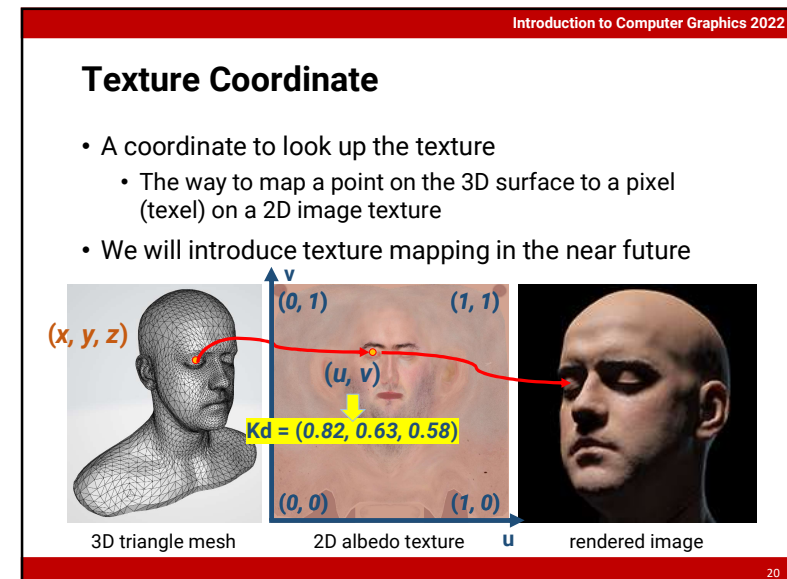 Introduction to Computer Graphics 2022
Texture Coordinate
• A coordinate to look up the texture
• The way to map a point on the 3D surface to a pixel
(texel) on a 2D image texture
• We will introduce texture mapping in the near future
v
(0, 1)
(1, 1)
(x, y, z)
(u, v)
Kd = (0.82, 0.63, 0.58)
(0, 0)
(1, 0)
u
3D triangle mesh
2D albedo texture
rendered image
20